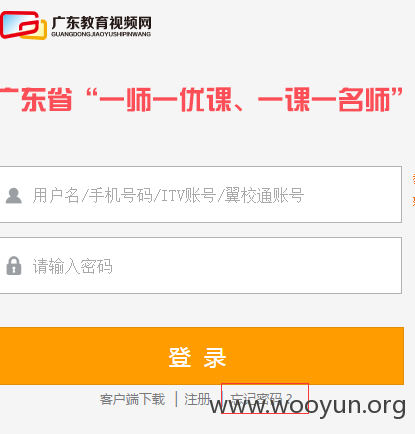 广东教育视频网
GUANGDONGJIAOYUSHIPINWANG
广东省“一师一优课、一课一名师”
用户名/手机号码/ITV账号/翼校通账号
请输入密码
登 录
客户端下载 | 注册 | 忘记密码?
www.wooyun.org